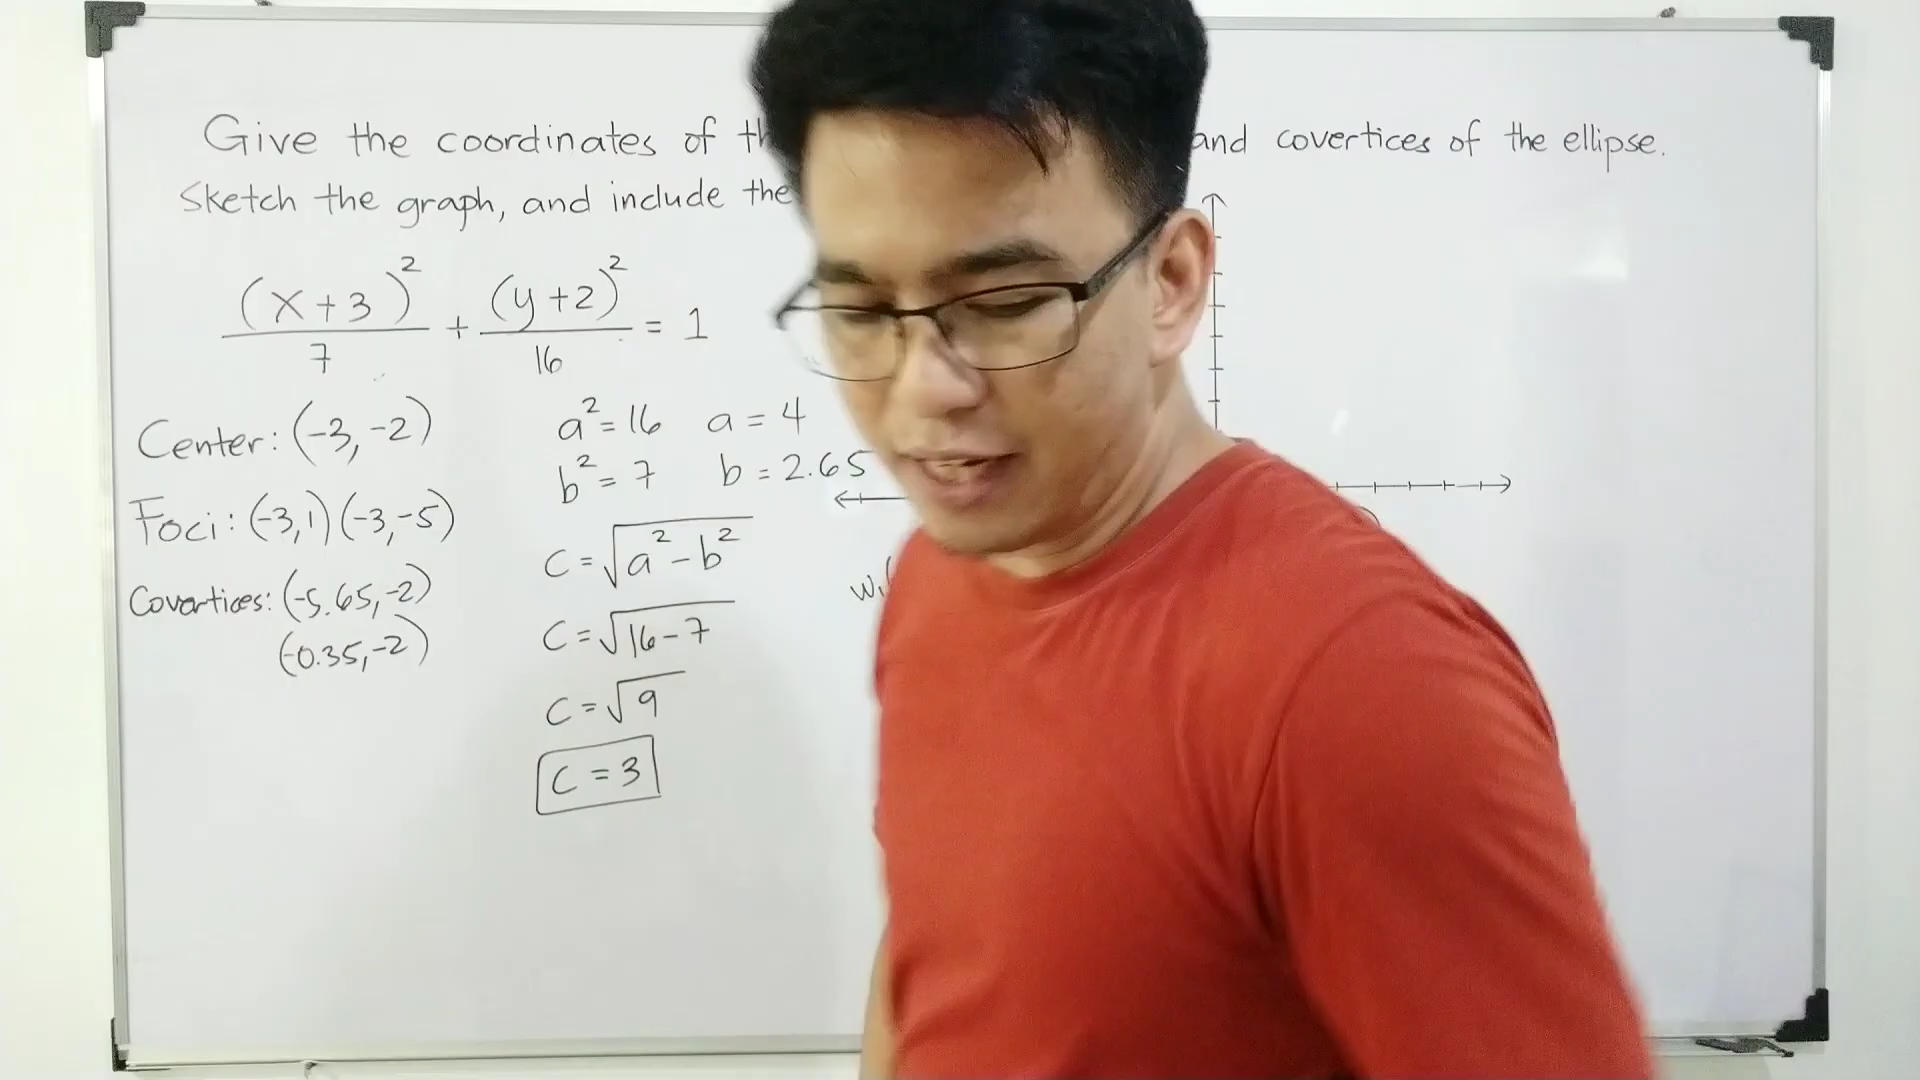 Give the coordinates of and covertices of the ellipse.
Sketch the graph, and include the
(x+3)² / 7 + (y+2)² / 16 = 1
Center: (-3, -2)
Foci: (-3, 1) (-3, -5)
Covertices: (-5.65, -2)
(-0.35, -2)
a² = 16 a = 4
b² = 7 b = 2.65
C = √a² - b²
C = √16 - 7
C = √9
C = 3